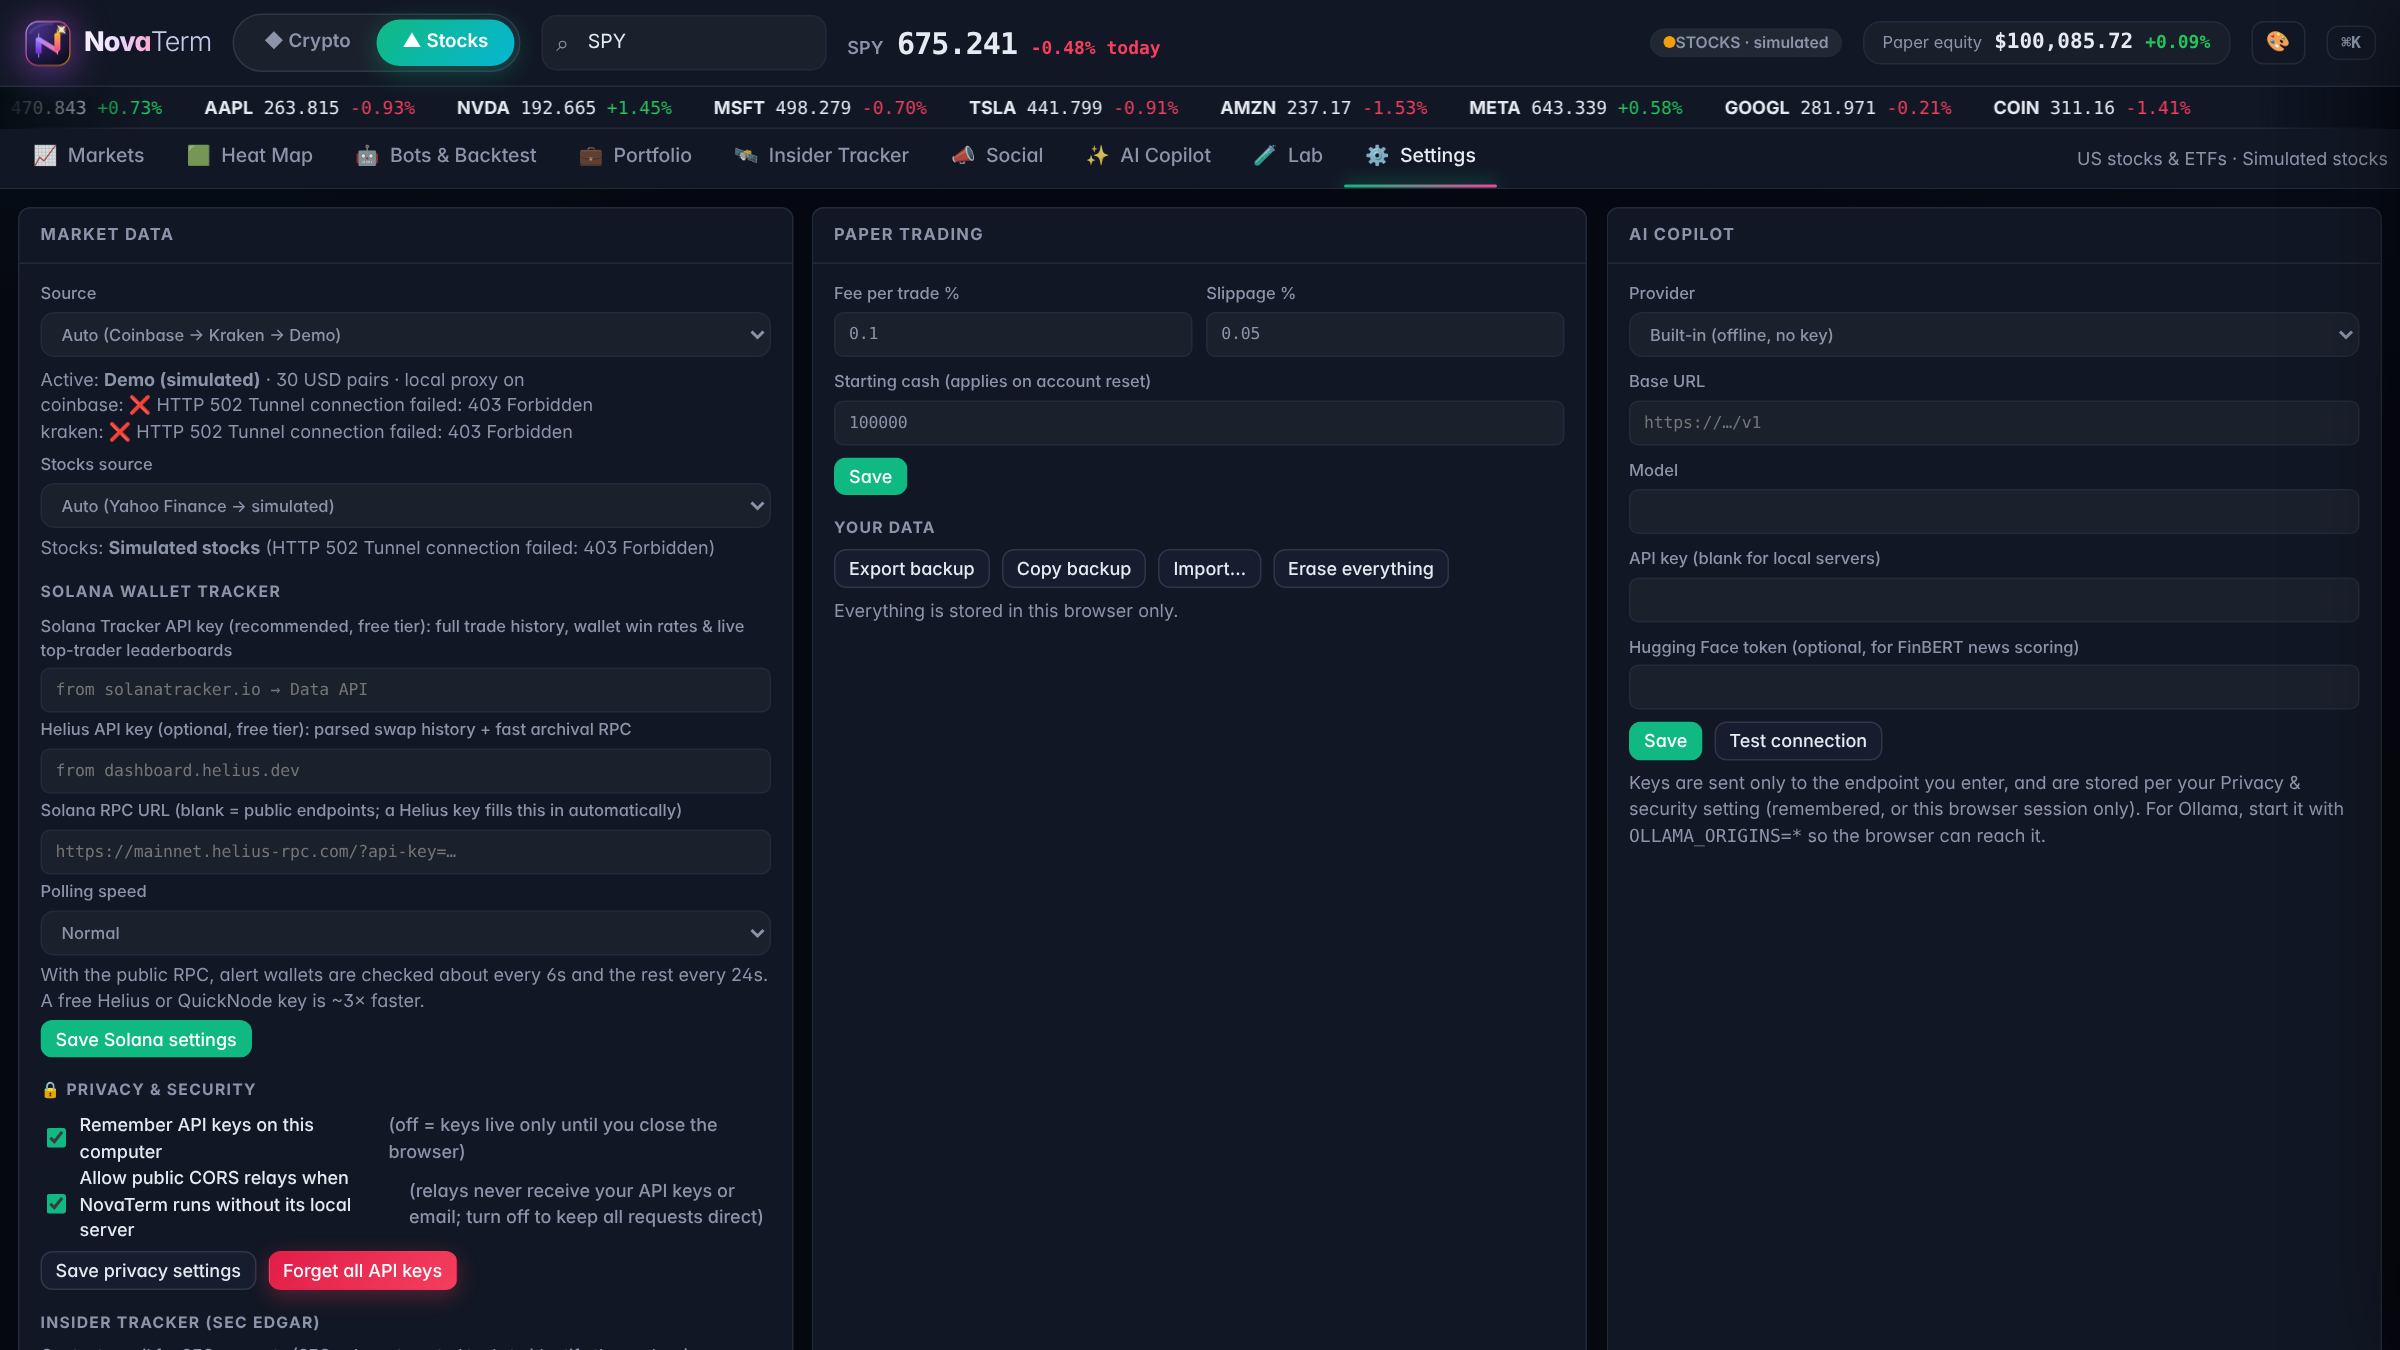 NovaTerm
Crypto
Stocks
SPY
SPY 675.241 -0.48% today
STOCKS · simulated
Paper equity $100,085.72 +0.09%
⌘K
470.843 +0.73% AAPL 263.815 -0.93% NVDA 192.665 +1.45% MSFT 498.279 -0.70% TSLA 441.799 -0.91% AMZN 237.17 -1.53% META 643.339 +0.58% GOOGL 281.971 -0.21% COIN 311.16 -1.41%
Markets
Heat Map
Bots & Backtest
Portfolio
Insider Tracker
Social
AI Copilot
Lab
Settings
US stocks & ETFs · Simulated stocks
MARKET DATA
Source
Auto (Coinbase → Kraken → Demo)
Active: Demo (simulated) · 30 USD pairs · local proxy on
coinbase: ❌ HTTP 502 Tunnel connection failed: 403 Forbidden
kraken: ❌ HTTP 502 Tunnel connection failed: 403 Forbidden
Stocks source
Auto (Yahoo Finance → simulated)
Stocks: Simulated stocks (HTTP 502 Tunnel connection failed: 403 Forbidden)
SOLANA WALLET TRACKER
Solana Tracker API key (recommended, free tier): full trade history, wallet win rates & live
top-trader leaderboards
from solanatracker.io → Data API
Helius API key (optional, free tier): parsed swap history + fast archival RPC
from dashboard.helius.dev
Solana RPC URL (blank = public endpoints; a Helius key fills this in automatically)
https://mainnet.helius-rpc.com/?api-key=…
Polling speed
Normal
With the public RPC, alert wallets are checked about every 6s and the rest every 24s.
A free Helius or QuickNode key is ~3× faster.
Save Solana settings
🔒 PRIVACY & SECURITY
Remember API keys on this
computer
(off = keys live only until you close the
browser)
Allow public CORS relays when
NovaTerm runs without its local
server
(relays never receive your API keys or
email; turn off to keep all requests direct)
Save privacy settings
Forget all API keys
INSIDER TRACKER (SEC EDGAR)
PAPER TRADING
Fee per trade %
Slippage %
0.1
0.05
Starting cash (applies on account reset)
100000
Save
YOUR DATA
Export backup
Copy backup
Import…
Erase everything
Everything is stored in this browser only.
AI COPILOT
Provider
Built-in (offline, no key)
Base URL
https://…/v1
Model
API key (blank for local servers)
Hugging Face token (optional, for FinBERT news scoring)
Save
Test connection
Keys are sent only to the endpoint you enter, and are stored per your Privacy &
security setting (remembered, or this browser session only). For Ollama, start it with
OLLAMA_ORIGINS=* so the browser can reach it.